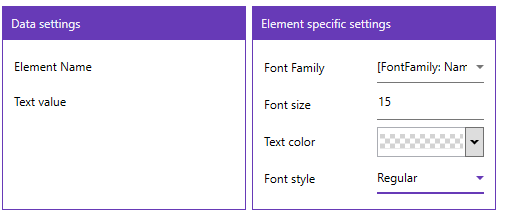 Data settings
Element Name
Text value
Element specific settings
Font Family [FontFamily: Nam
Font size 15
Text color
Font style Regular